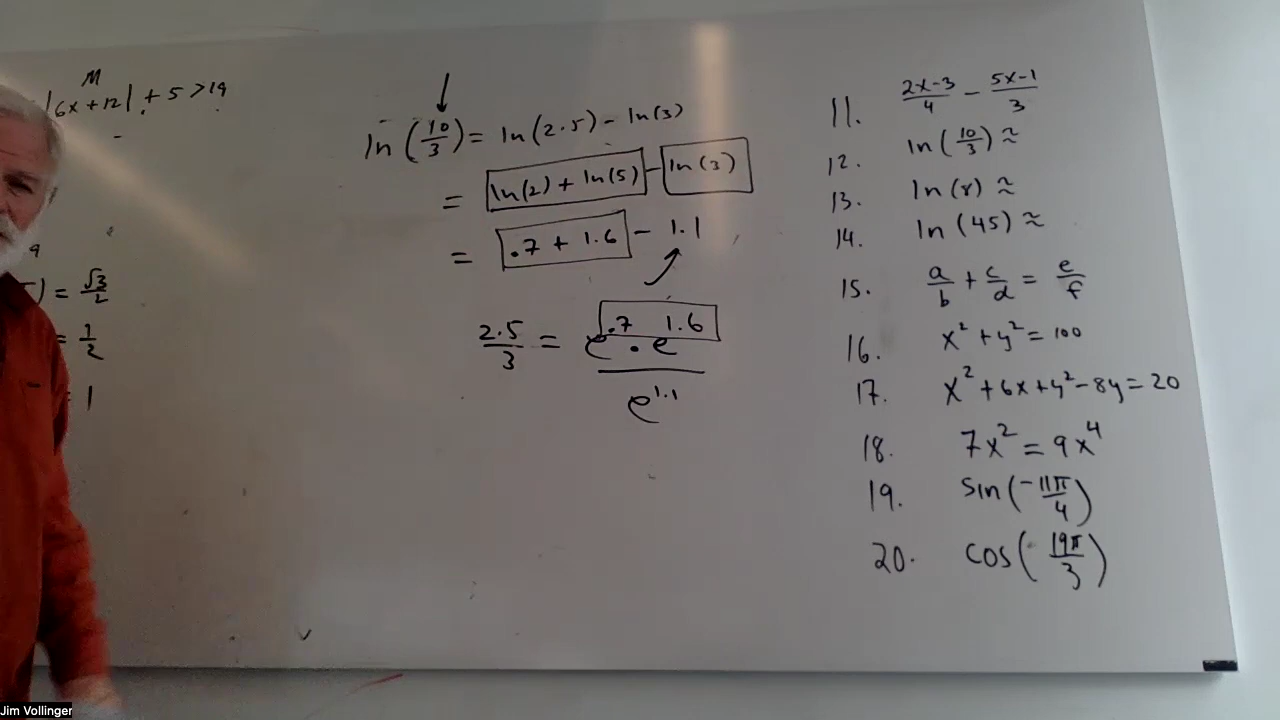 M
|6x+12| + 5 > 19
9
) = √3/2
= 1/2
= 1
ln(10/3) = ln(2.5) - ln(3)
= ln(2) + ln(5) - ln(3)
= .7 + 1.6 - 1.1
2.5/3 = e^.7 · e^1.6 / e^1.1
11. 2x-3/4 - 5x-1/3
12. ln(10/3) ≈
13. ln(8) ≈
14. ln(45) ≈
15. a/b + c/d = e/f
16. x² + y² = 100
17. x² + 6x + y² - 8y = 20
18. 7x² = 9x⁴
19. sin(-11π/4)
20. cos(19π/3)
Jim Vollinger